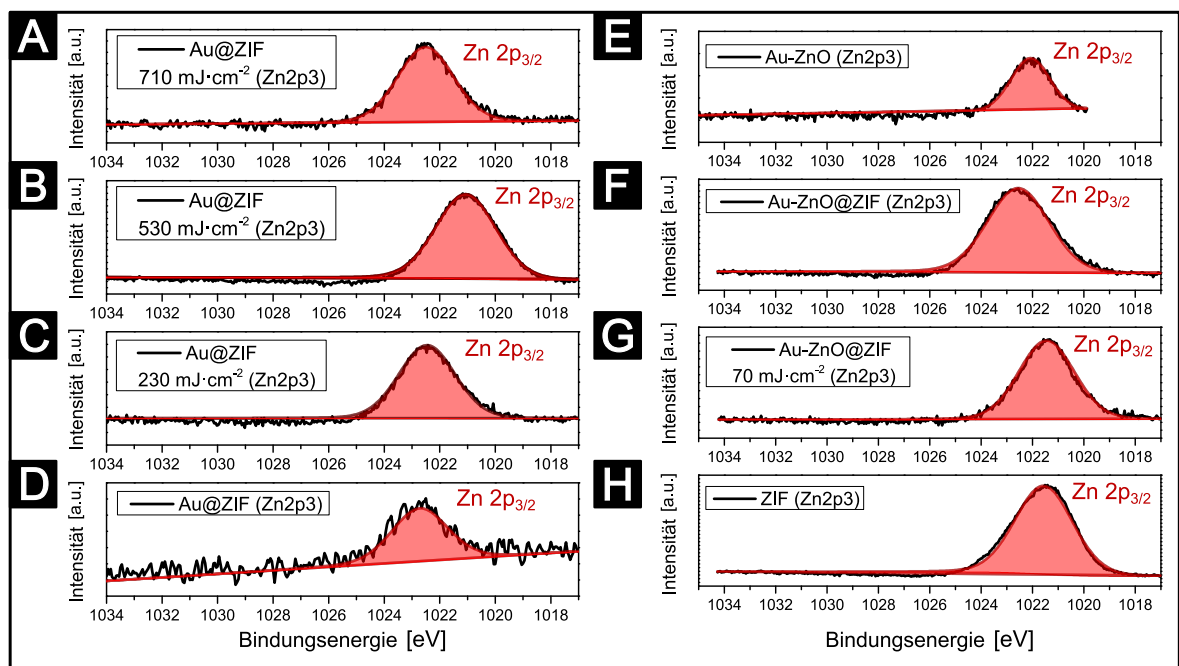 A
Intensität [a.u.]
Au@ZIF
710 mJ·cm⁻² (Zn2p3)
Zn 2p₃/₂
1034 1032 1030 1028 1026 1024 1022 1020 1018
B
Intensität [a.u.]
Au@ZIF
530 mJ·cm⁻² (Zn2p3)
Zn 2p₃/₂
1034 1032 1030 1028 1026 1024 1022 1020 1018
C
Intensität [a.u.]
Au@ZIF
230 mJ·cm⁻² (Zn2p3)
Zn 2p₃/₂
1034 1032 1030 1028 1026 1024 1022 1020 1018
D
Intensität [a.u.]
Au@ZIF (Zn2p3)
Zn 2p₃/₂
1034 1032 1030 1028 1026 1024 1022 1020 1018
Bindungsenergie [eV]
E
Intensität [a.u.]
Au-ZnO (Zn2p3)
Zn 2p₃/₂
1034 1032 1030 1028 1026 1024 1022 1020 1018
F
Intensität [a.u.]
Au-ZnO@ZIF (Zn2p3)
Zn 2p₃/₂
1034 1032 1030 1028 1026 1024 1022 1020 1018
G
Intensität [a.u.]
Au-ZnO@ZIF
70 mJ·cm⁻² (Zn2p3)
Zn 2p₃/₂
1034 1032 1030 1028 1026 1024 1022 1020 1018
H
Intensität [a.u.]
ZIF (Zn2p3)
Zn 2p₃/₂
1034 1032 1030 1028 1026 1024 1022 1020 1018
Bindungsenergie [eV]